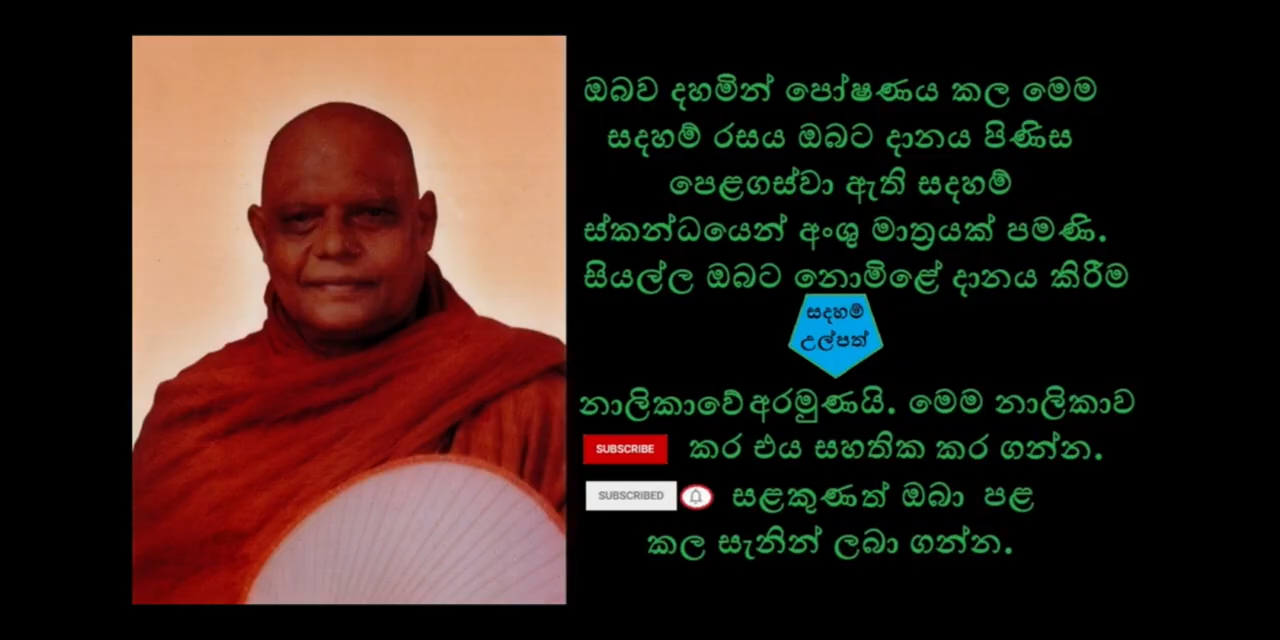 ඔබව දහමින් පෝෂණය කල මෙම
සදහම් රසය ඔබට දානය පිණිස
පෙළගස්වා ඇති සදහම්
ස්කන්ධයෙන් අංශු මාත්‍රයක් පමණි.
සියල්ල ඔබට නොමිළේ දානය කිරීම
සදහම්
උල්පත්
නාලිකාවේ අරමුණයි. මෙම නාලිකාව
SUBSCRIBE කර එය සහතික කර ගන්න.
SUBSCRIBED සළකුණත් ඔබා පළ
කල සැනින් ලබා ගන්න.